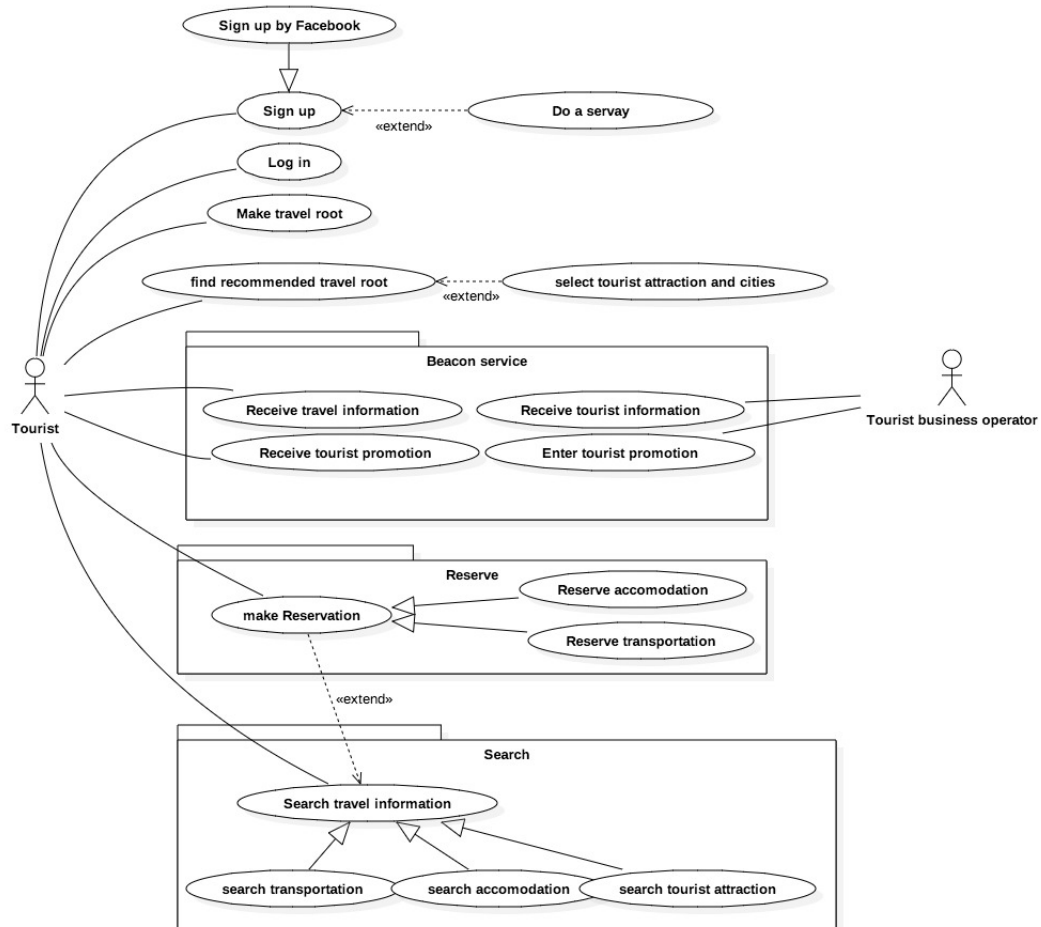 Sign up by Facebook
Sign up
Do a servay
«extend»
Log in
Make travel root
find recommended travel root
select tourist attraction and cities
«extend»
Beacon service
Receive travel information
Receive tourist information
Receive tourist promotion
Enter tourist promotion
Tourist
Tourist business operator
Reserve
make Reservation
Reserve accomodation
Reserve transportation
«extend»
Search
Search travel information
search transportation
search accomodation
search tourist attraction